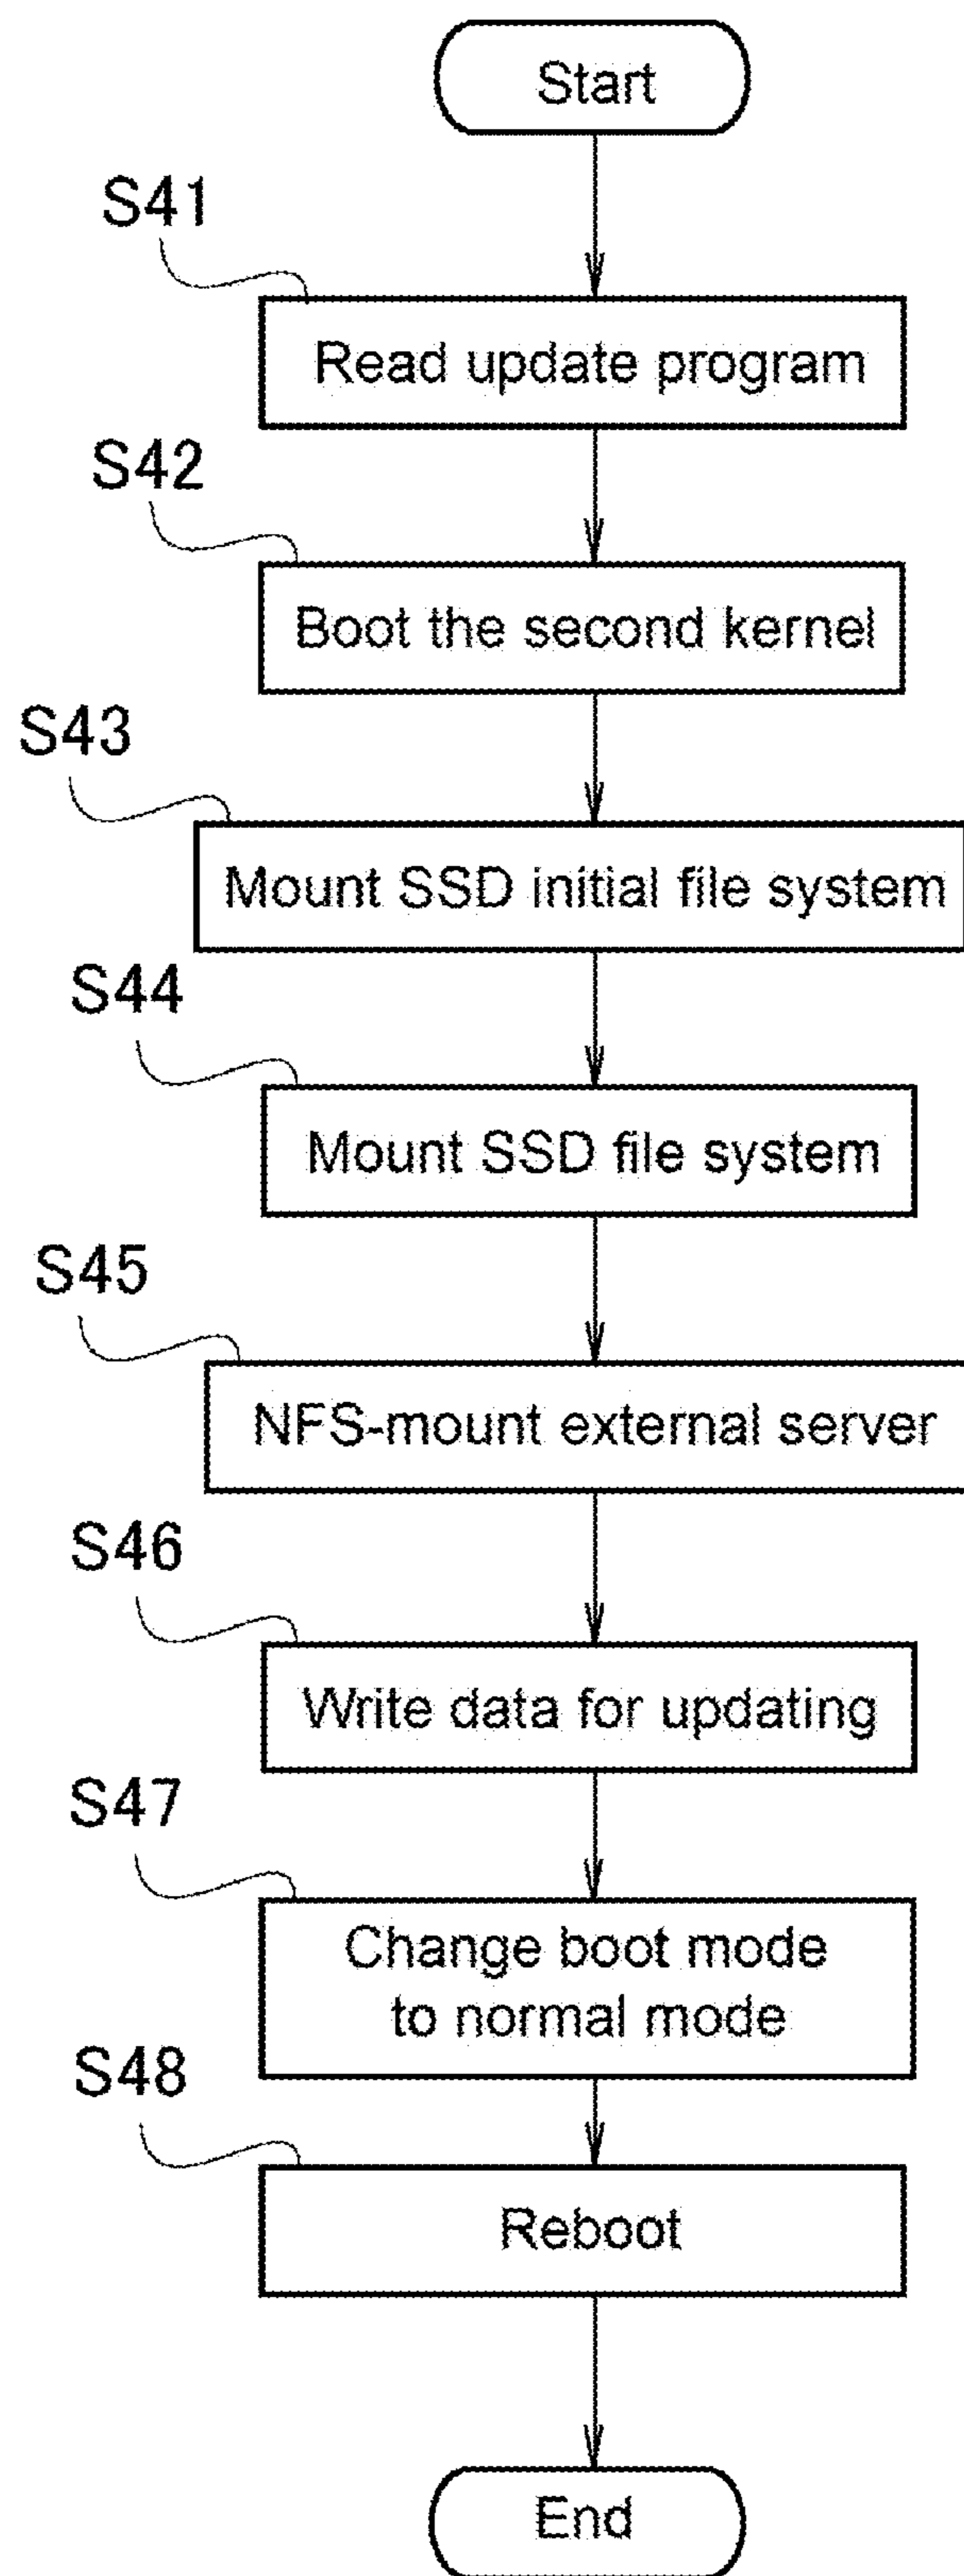 Start
S41
Read update program
S42
Boot the second kernel
S43
Mount SSD initial file system
S44
Mount SSD file system
S45
NFS-mount external server
S46
Write data for updating
S47
Change boot mode
to normal mode
S48
Reboot
End